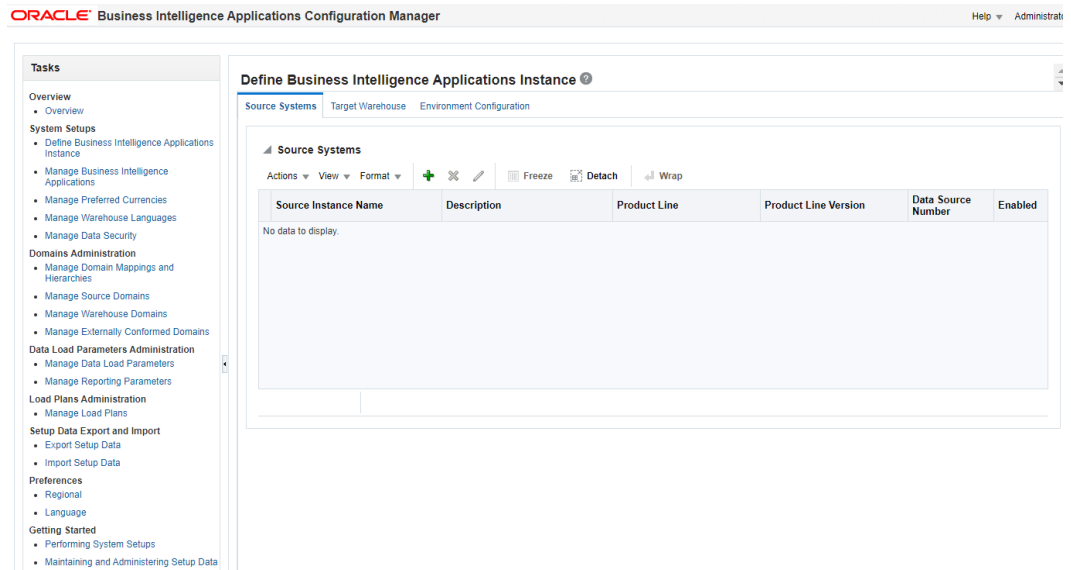 ORACLE Business Intelligence Applications Configuration Manager
Help
Tasks
Overview
Overview
System Setups
Define Business Intelligence Applications
Instance
Manage Business Intelligence
Applications
Manage Preferred Currencies
Manage Warehouse Languages
Manage Data Security
Domains Administration
Manage Domain Mappings and
Hierarchies
Manage Source Domains
Manage Warehouse Domains
Manage Externally Conformed Domains
Data Load Parameters Administration
Manage Data Load Parameters
Manage Reporting Parameters
Load Plans Administration
Manage Load Plans
Setup Data Export and Import
Export Setup Data
Import Setup Data
Preferences
Regional
Language
Getting Started
Performing System Setups
Maintaining and Administering Setup Data
Define Business Intelligence Applications Instance
Source Systems Target Warehouse Environment Configuration
Source Systems
Actions View Format Freeze Detach Wrap
Source Instance Name Description Product Line Product Line Version Data Source Number Enabled
No data to display.